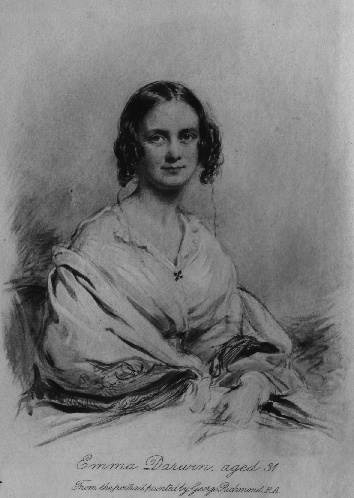 Emma Darwin, aged 31
From the portrait painted by George Richmond, R.A.